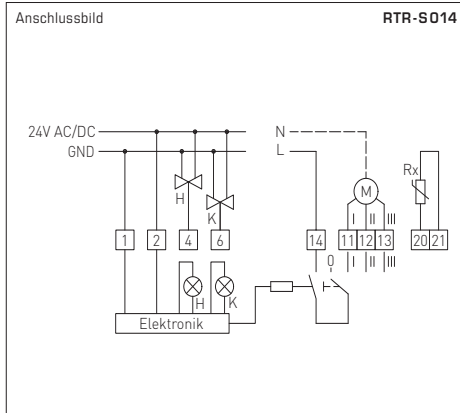 Anschlussbild RTR-S014
24V AC/DC N
GND L
H
K
M
Rx
I II III
1 2 4 6 14 11 12 13 20 21
0
I II III
H K
Elektronik